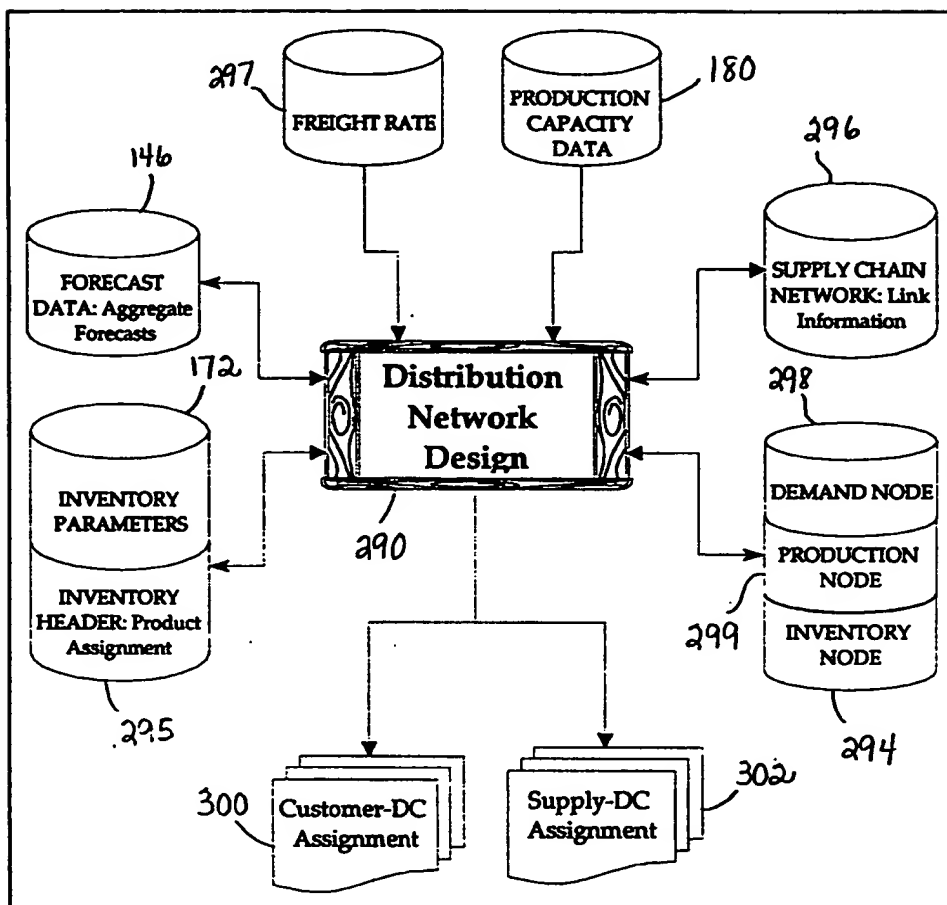 297
FREIGHT RATE
PRODUCTION
CAPACITY
DATA
180
146
FORECAST
DATA: Aggregate
Forecasts
296
SUPPLY CHAIN
NETWORK: Link
Information
Distribution
Network
Design
290
172
INVENTORY
PARAMETERS
INVENTORY
HEADER: Product
Assignment
295
298
DEMAND NODE
PRODUCTION
NODE
INVENTORY
NODE
299
294
300
Customer-DC
Assignment
Supply-DC
Assignment
302